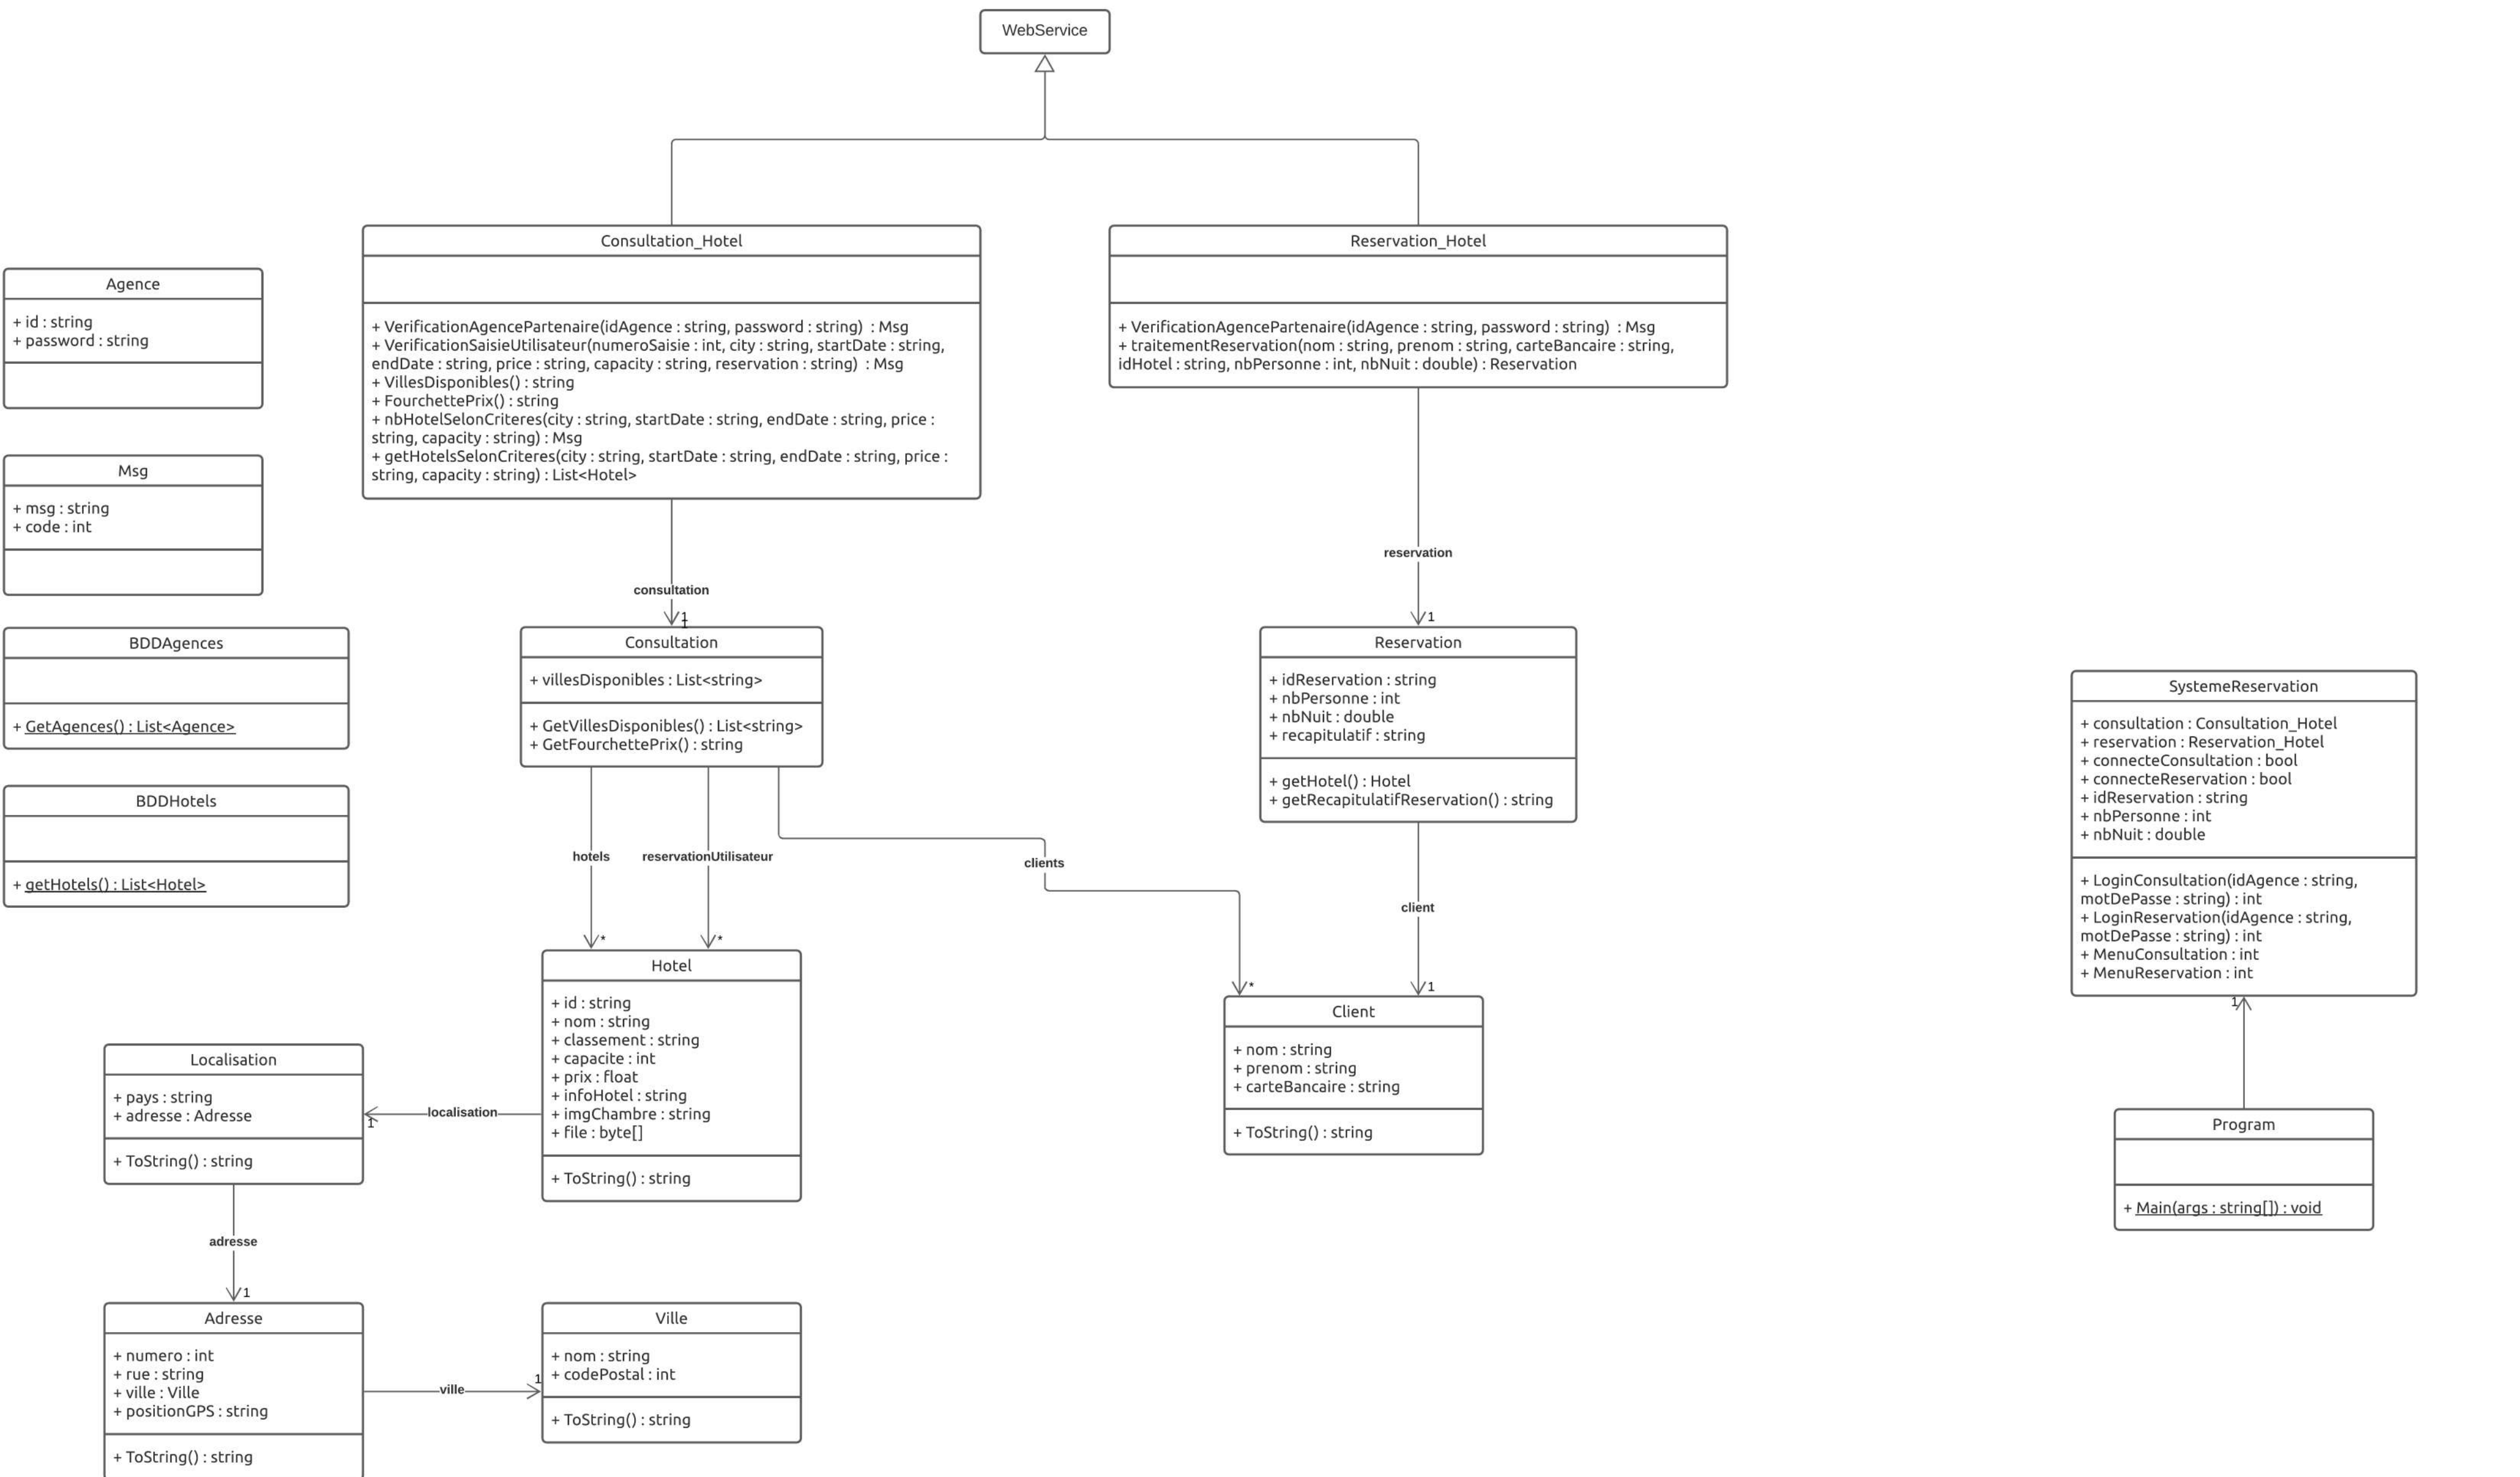 WebService
Consultation_Hotel
+ VerificationAgencePartenaire(idAgence : string, password : string)  : Msg
+ VerificationSaisieUtilisateur(numeroSaisie : int, city : string, startDate : string,
endDate : string, price : string, capacity : string, reservation : string)  : Msg
+ VillesDisponibles() : string
+ FourchettePrix() : string
+ nbHotelSelonCriteres(city : string, startDate : string, endDate : string, price :
string, capacity : string) : Msg
+ getHotelsSelonCriteres(city : string, startDate : string, endDate : string, price :
string, capacity : string) : List<Hotel>
Reservation_Hotel
+ VerificationAgencePartenaire(idAgence : string, password : string)  : Msg
+ traitementReservation(nom : string, prenom : string, carteBancaire : string,
idHotel : string, nbPersonne : int, nbNuit : double) : Reservation
Agence
+ id : string
+ password : string
Msg
+ msg : string
+ code : int
BDDAgences
+ GetAgences() : List<Agence>
BDDHotels
+ getHotels() : List<Hotel>
consultation
1
1
reservation
1
Consultation
+ villesDisponibles : List<string>
+ GetVillesDisponibles() : List<string>
+ GetFourchettePrix() : string
Reservation
+ idReservation : string
+ nbPersonne : int
+ nbNuit : double
+ recapitulatif : string
+ getHotel() : Hotel
+ getRecapitulatifReservation() : string
SystemeReservation
+ consultation : Consultation_Hotel
+ reservation : Reservation_Hotel
+ connecteConsultation : bool
+ connecteReservation : bool
+ idReservation : string
+ nbPersonne : int
+ nbNuit : double
+ LoginConsultation(idAgence : string,
motDePasse : string) : int
+ LoginReservation(idAgence : string,
motDePasse : string) : int
+ MenuConsultation : int
+ MenuReservation : int
1
hotels
*
reservationUtilisateur
*
clients
*
client
1
Hotel
+ id : string
+ nom : string
+ classement : string
+ capacite : int
+ prix : float
+ infoHotel : string
+ imgChambre : string
+ file : byte[]
+ ToString() : string
Client
+ nom : string
+ prenom : string
+ carteBancaire : string
+ ToString() : string
Localisation
+ pays : string
+ adresse : Adresse
+ ToString() : string
localisation
1
Program
+ Main(args : string[]) : void
adresse
1
Adresse
+ numero : int
+ rue : string
+ ville : Ville
+ positionGPS : string
+ ToString() : string
ville
1
Ville
+ nom : string
+ codePostal : int
+ ToString() : string